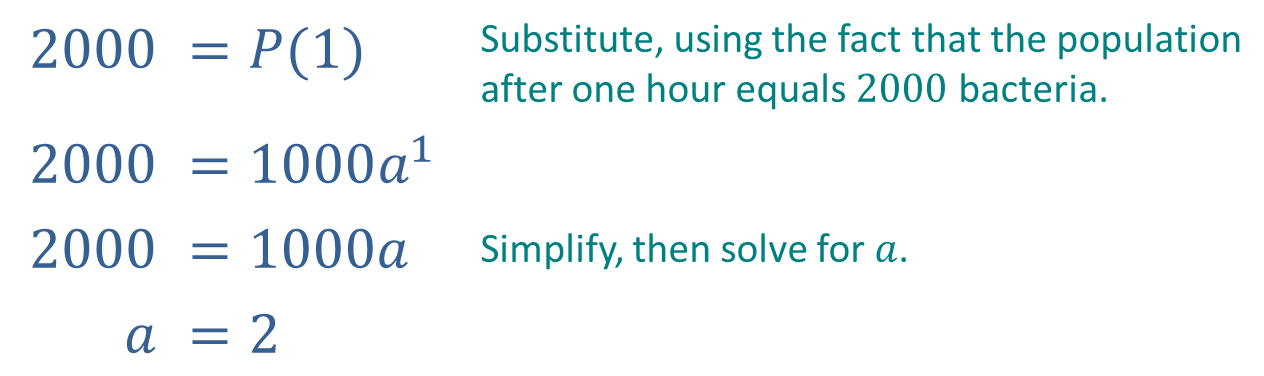 2000 = P(1) Substitute, using the fact that the population
after one hour equals 2000 bacteria.
2000 = 1000a¹
2000 = 1000a Simplify, then solve for a.
a = 2